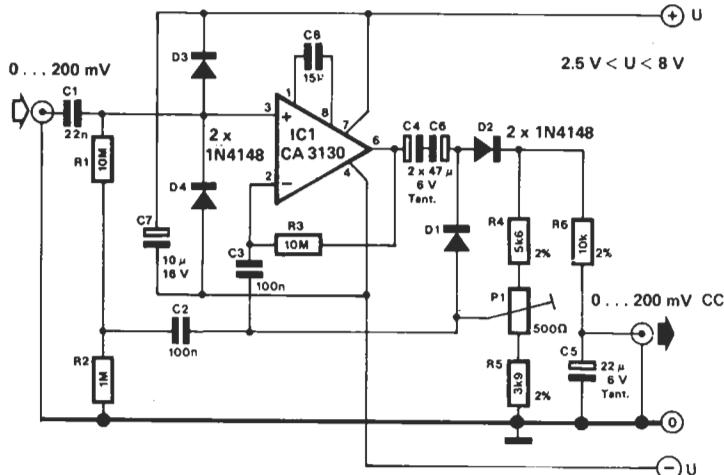 + U
D3
C8
15µ
2.5 V < U < 8 V
0 . . . 200 mV
1
8
C1
3
+
7
22n
IC1
CA 3130
6
C4 C6
D2
2 x 1N4148
R1
10M
2 x
1N4148
2 x 47 µ
6 V
Tant.
4
2
−
D4
R3
10M
R4
5k6
2%
R6
10k
2%
C7
10 µ
16 V
C3
100n
D1
P1
500Ω
0 . . . 200 mV CC
C2
100n
R2
1M
R5
3k9
2%
C5
22 µ
6 V
Tant.
0
− U